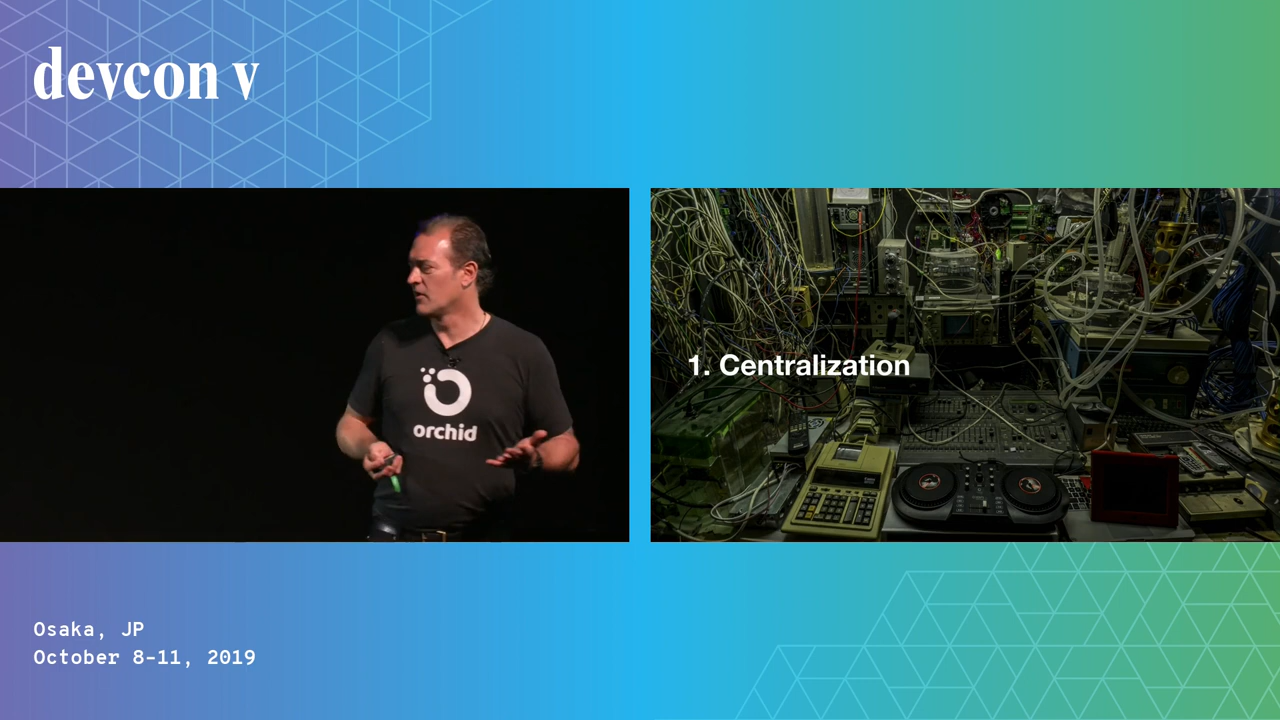 devcon v
orchid
1. Centralization
Osaka, JP
October 8-11, 2019